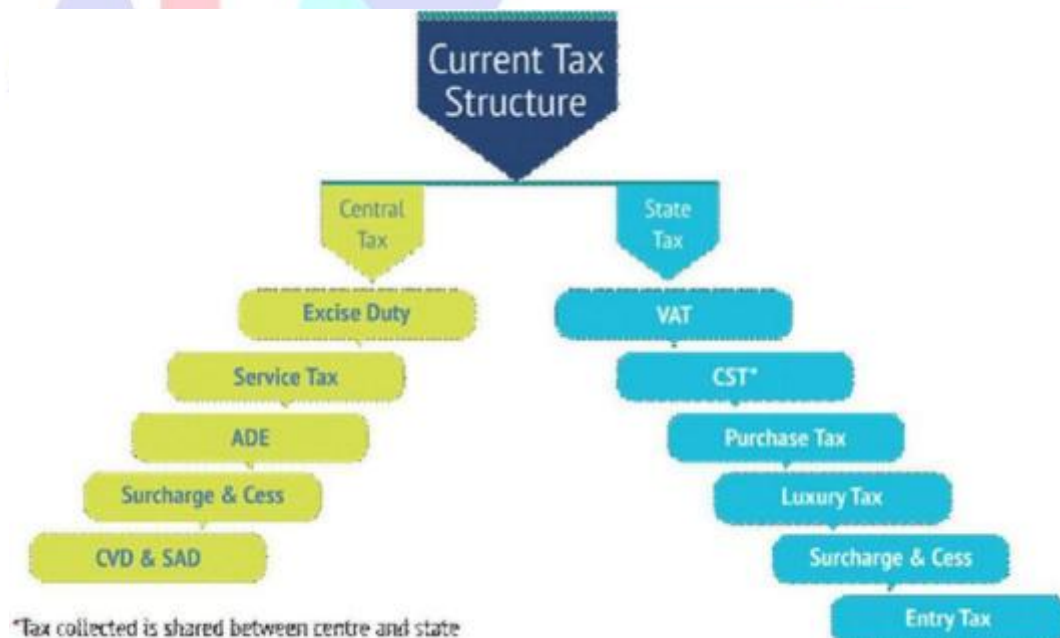 Current Tax
Structure
Central
Tax
State
Tax
Excise Duty
VAT
Service Tax
CST*
ADE
Purchase Tax
Surcharge & Cess
Luxury Tax
CVD & SAD
Surcharge & Cess
Entry Tax
*Tax collected is shared between centre and state